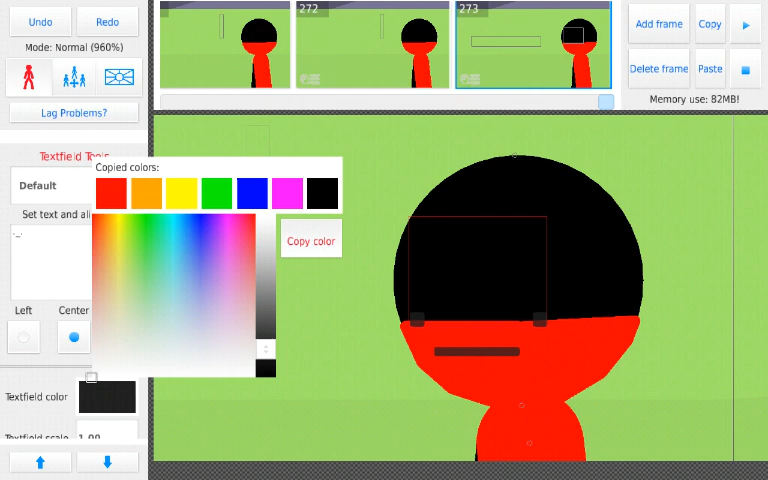 Undo Redo
Mode: Normal (960%)
Lag Problems?
272
273
Add frame Copy
Delete frame Paste
Memory use: 82MB!
Textfield Tools
Default
Set text and ali
._.
Left Center
Copied colors:
Copy color
Textfield color
Textfield scale 1.00